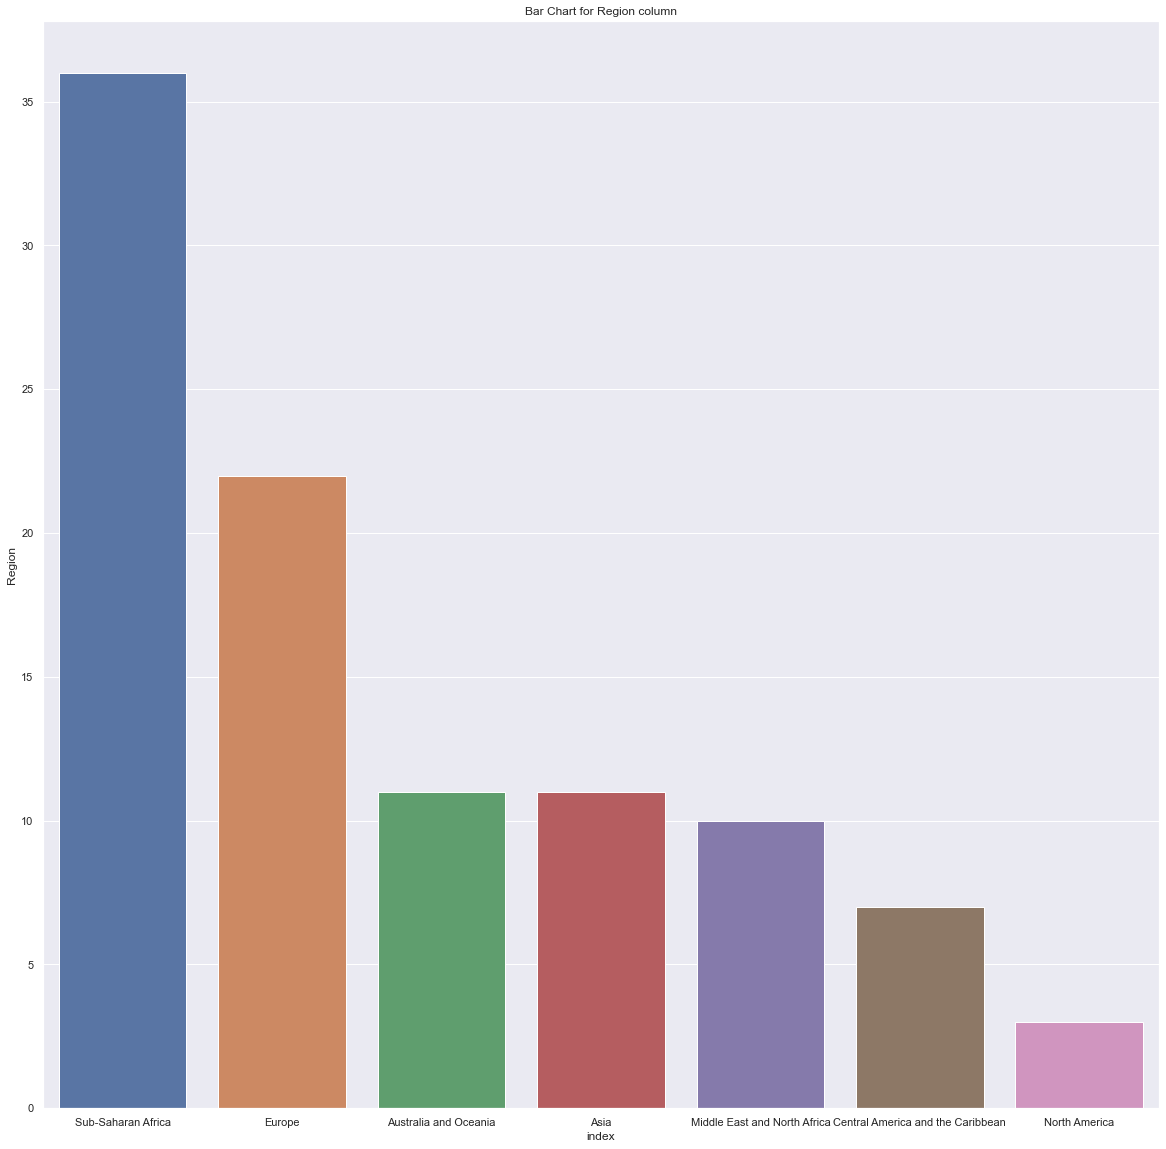 Bar Chart for Region column
35
30
25
20
15
10
5
0
Region
Sub-Saharan Africa Europe Australia and Oceania Asia Middle East and North Africa Central America and the Caribbean North America
index